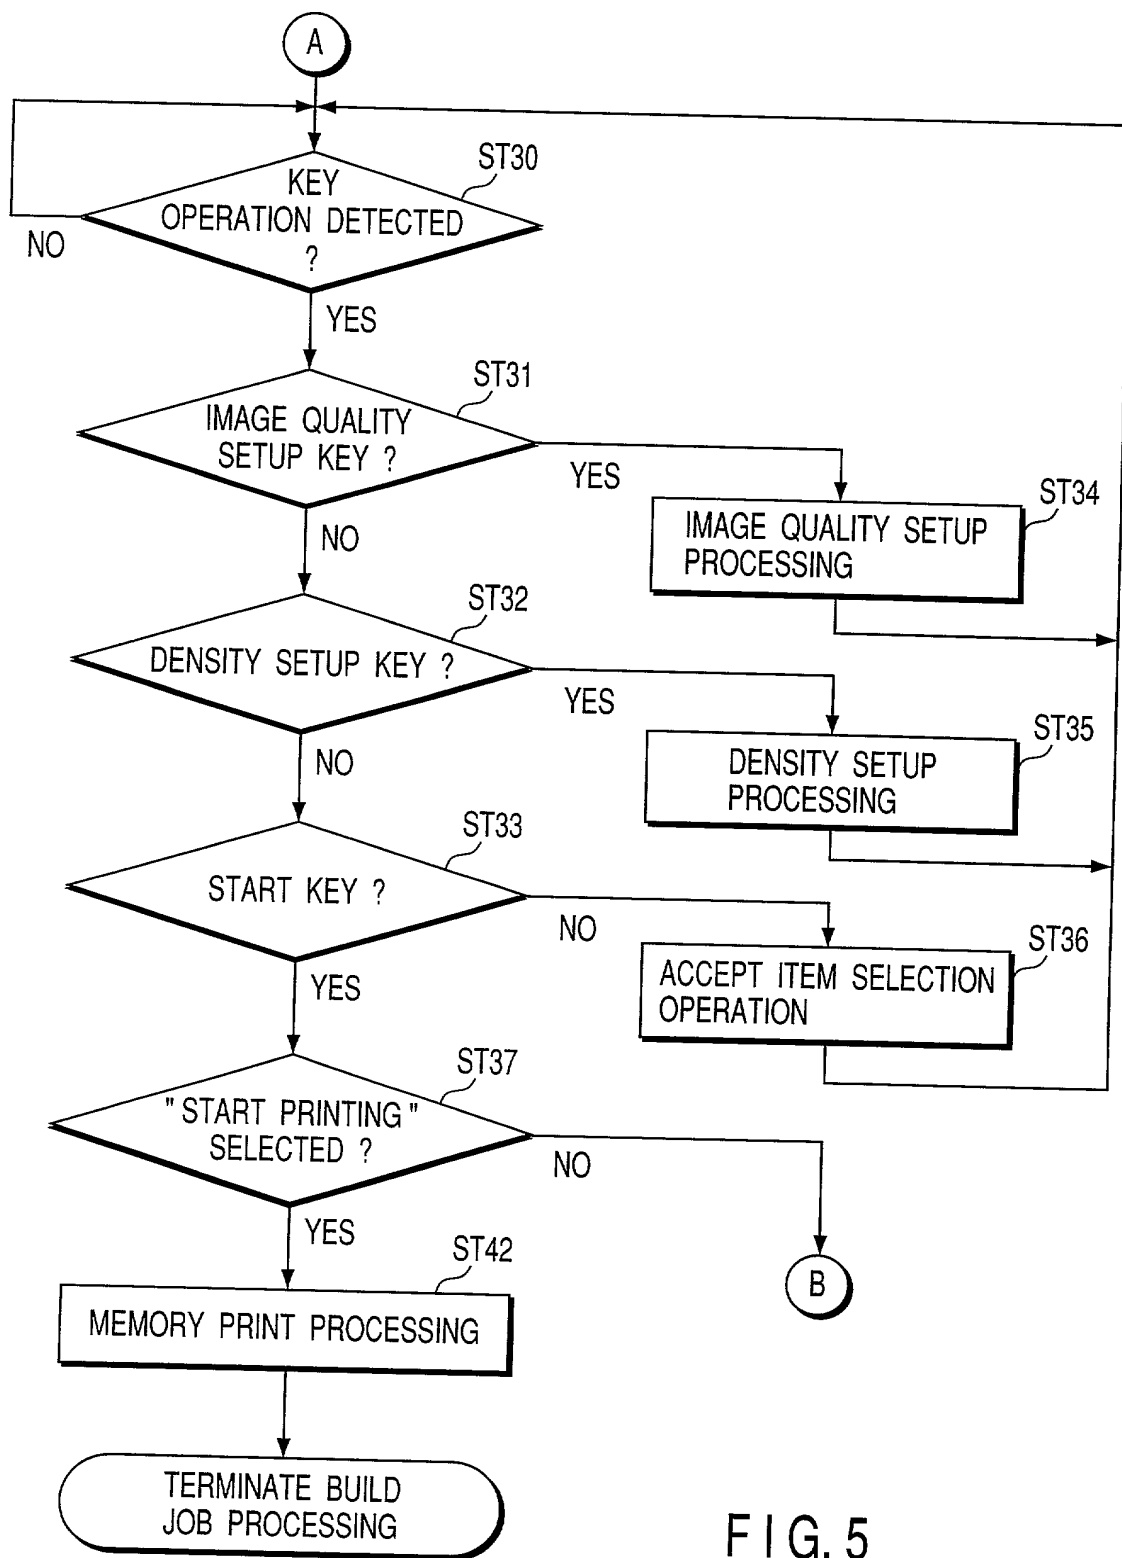 A
ST30
KEY
OPERATION DETECTED
?
NO
YES
ST31
IMAGE QUALITY
SETUP KEY ?
YES
NO
ST34
IMAGE QUALITY SETUP
PROCESSING
ST32
DENSITY SETUP KEY ?
YES
NO
ST35
DENSITY SETUP
PROCESSING
ST33
START KEY ?
NO
YES
ST36
ACCEPT ITEM SELECTION
OPERATION
ST37
"START PRINTING"
SELECTED ?
NO
YES
B
ST42
MEMORY PRINT PROCESSING
TERMINATE BUILD
JOB PROCESSING
FIG. 5